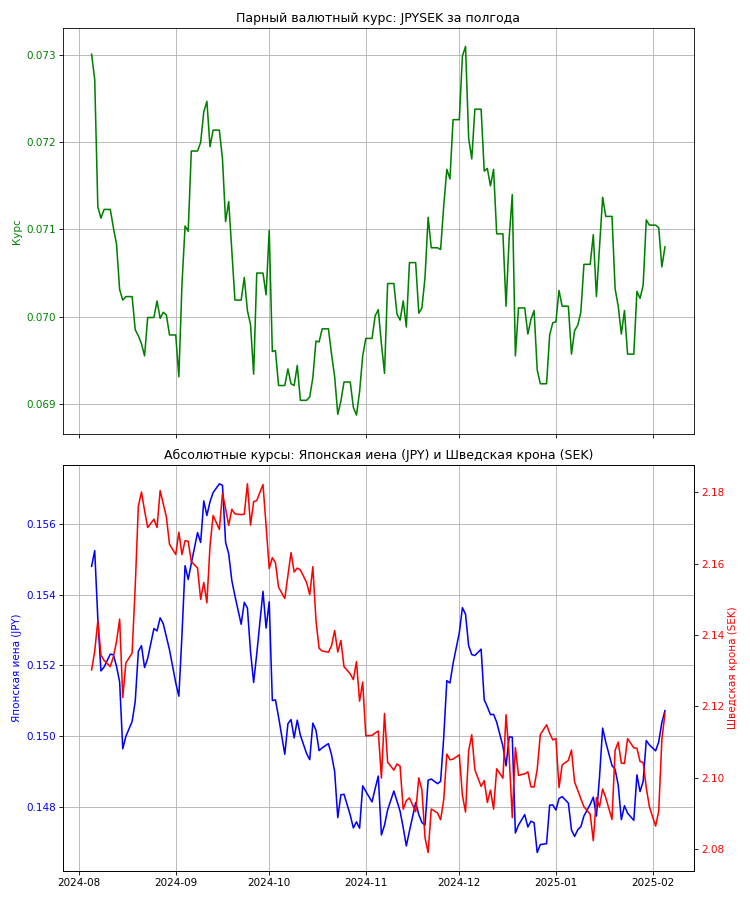 Парный валютный курс: JPYSEK за полгода
0.073
0.072
0.071
0.070
0.069
Курс
Абсолютные курсы: Японская иена (JPY) и Шведская крона (SEK)
0.156
0.154
0.152
0.150
0.148
Японская иена (JPY)
2.18
2.16
2.14
2.12
2.10
2.08
Шведская крона (SEK)
2024-08 2024-09 2024-10 2024-11 2024-12 2025-01 2025-02